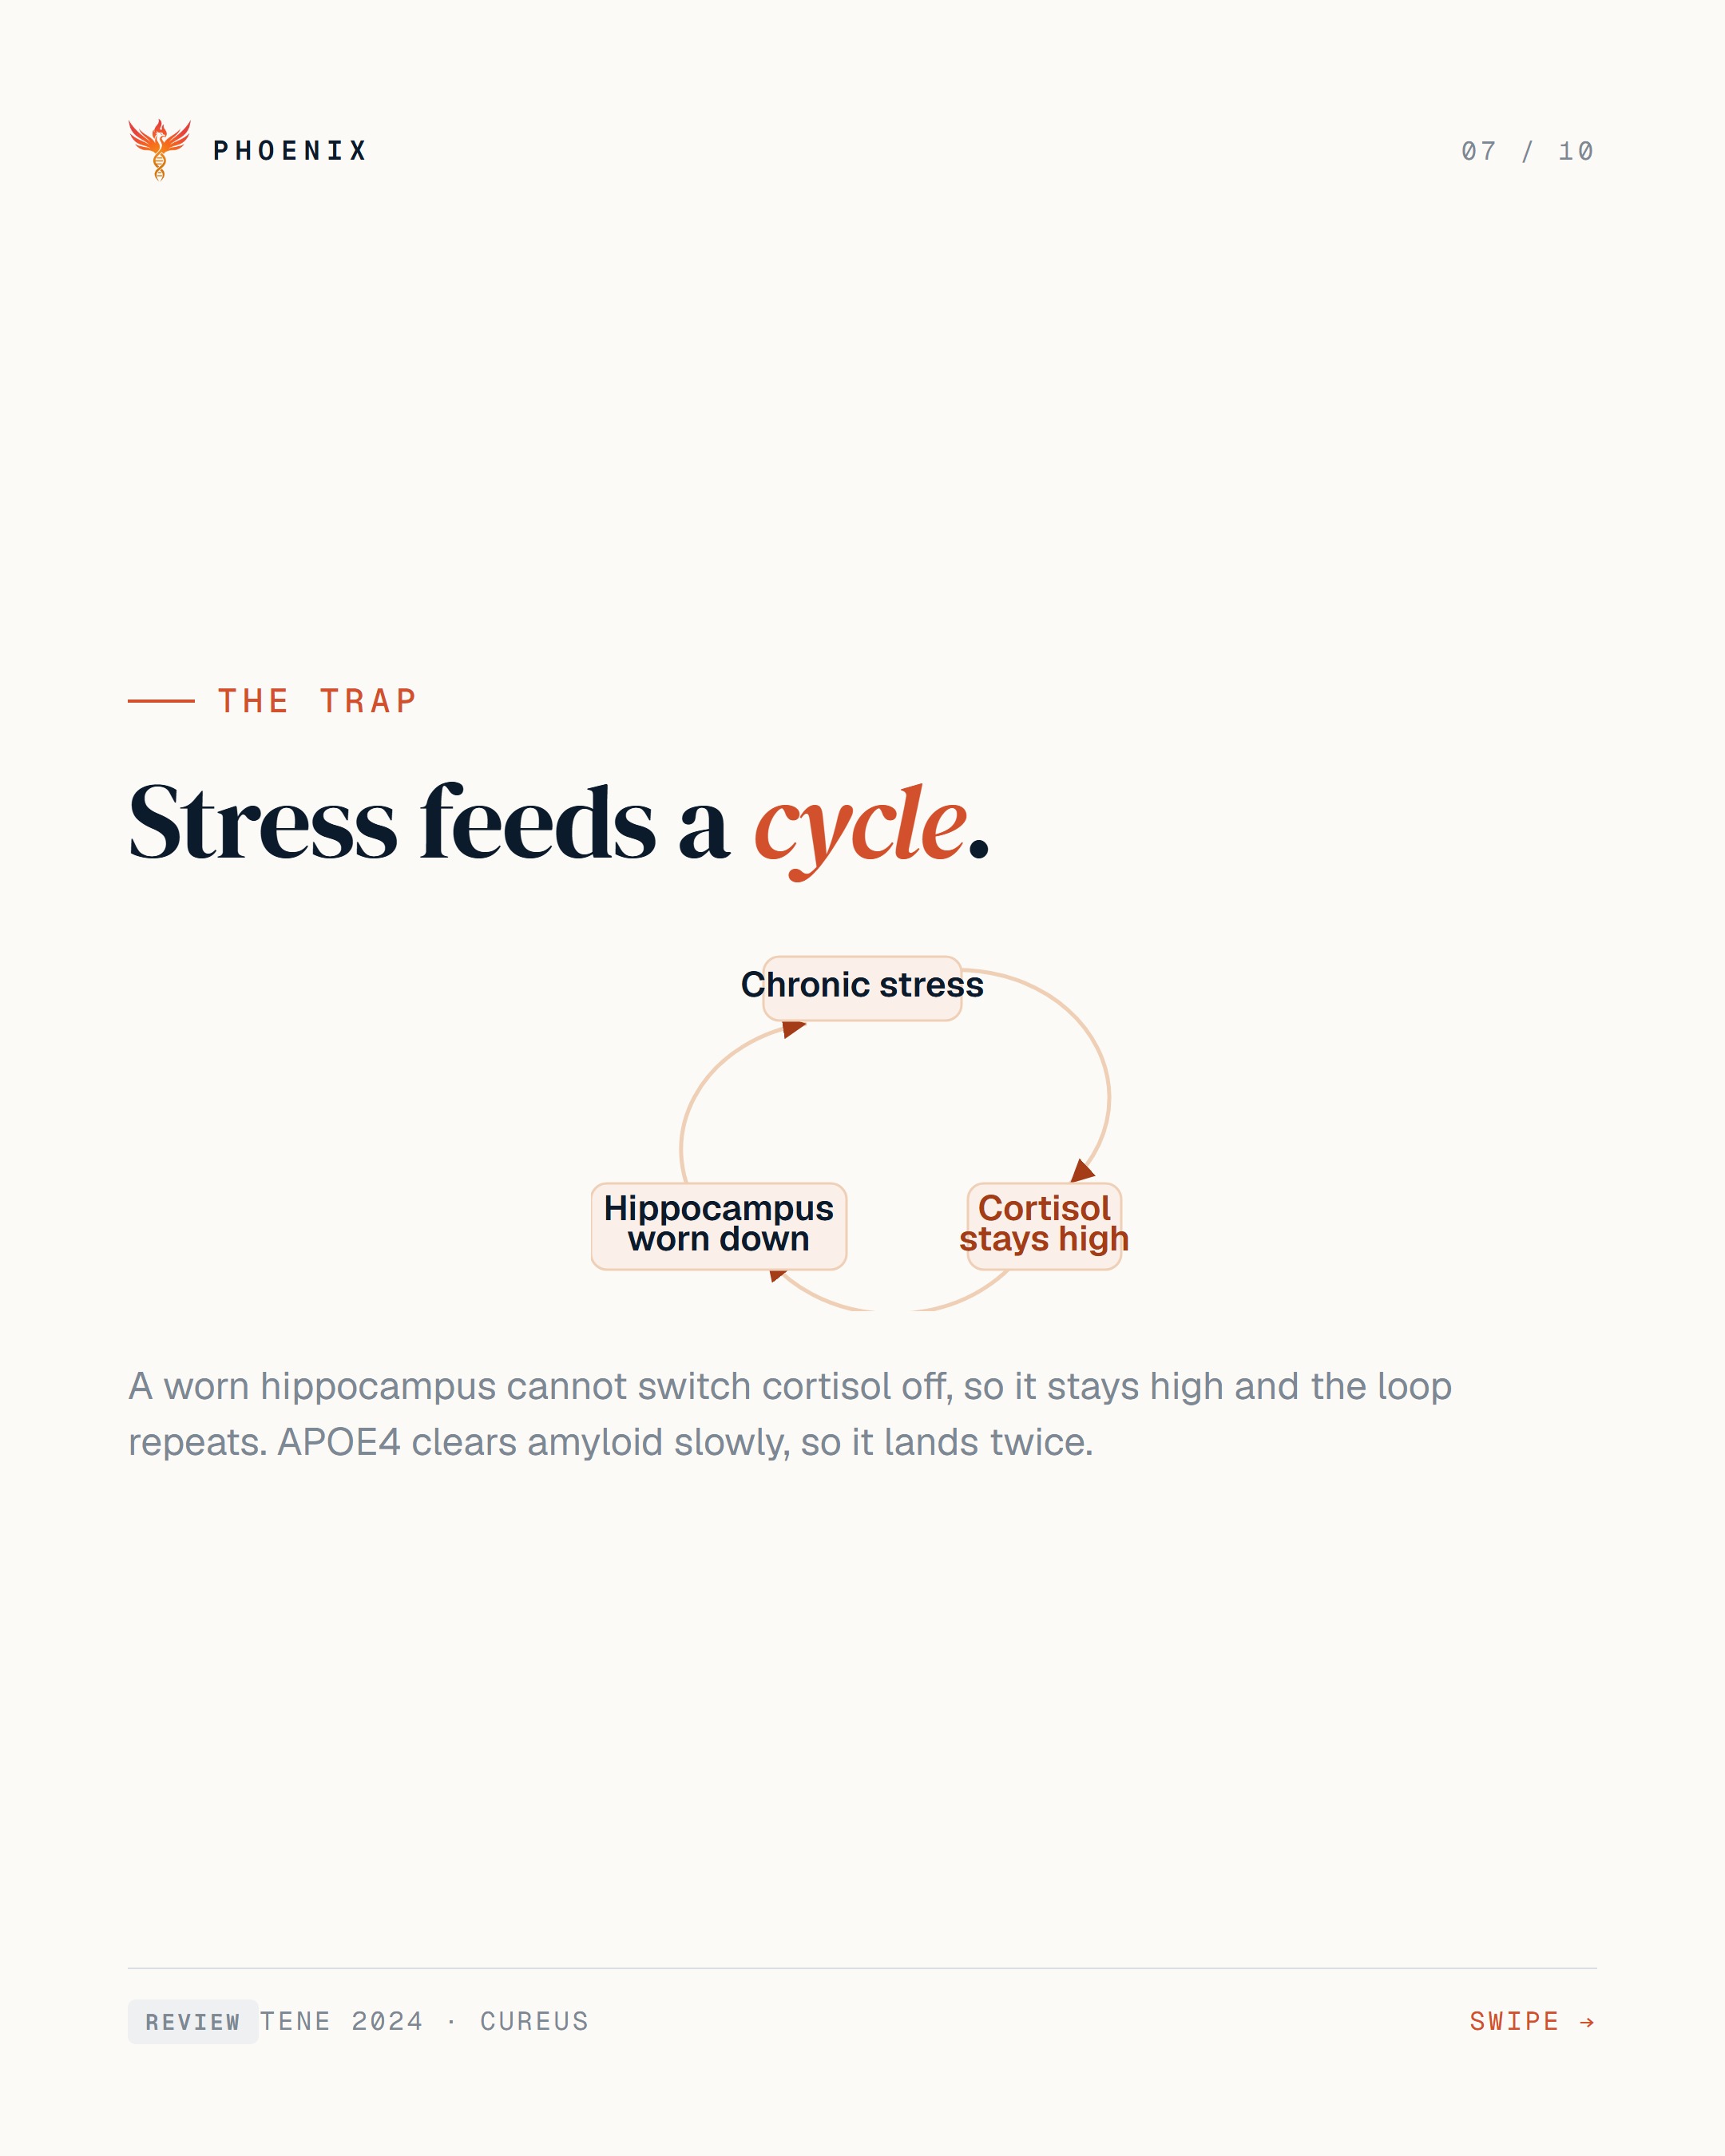 PHOENIX
07 / 10
THE TRAP
Stress feeds a cycle.
Chronic stress
Hippocampus
worn down
Cortisol
stays high
A worn hippocampus cannot switch cortisol off, so it stays high and the loop
repeats. APOE4 clears amyloid slowly, so it lands twice.
REVIEW TENE 2024 · CUREUS
SWIPE →